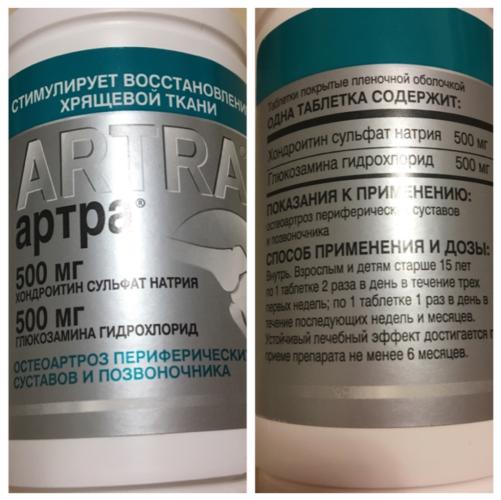 СТИМУЛИРУЕТ ВОССТАНОВЛЕНИ
ХРЯЩЕВОЙ ТКАНИ
ARTRA
артра®
500 МГ
ХОНДРОИТИН СУЛЬФАТ НАТРИЯ
500 МГ
ГЛЮКОЗАМИНА ГИДРОХЛОРИД
ОСТЕОАРТРОЗ ПЕРИФЕРИЧЕСКИ
СУСТАВОВ И ПОЗВОНОЧНИКА
Таблетки покрытые пленочной оболочкой
ОДНА ТАБЛЕТКА СОДЕРЖИТ:
Хондроитин сульфат натрия 500 мг
Глюкозамина гидрохлорид 500 мг
ПОКАЗАНИЯ К ПРИМЕНЕНИЮ:
остеоартроз периферических суставов
и позвоночника
СПОСОБ ПРИМЕНЕНИЯ И ДОЗЫ:
Внутрь. Взрослым и детям старше 15 лет
по 1 таблетке 2 раза в день в течение трех
первых недель; по 1 таблетке 1 раз в день в
течение последующих недель и месяцев.
Устойчивый лечебный эффект достигается п
приеме препарата не менее 6 месяцев.